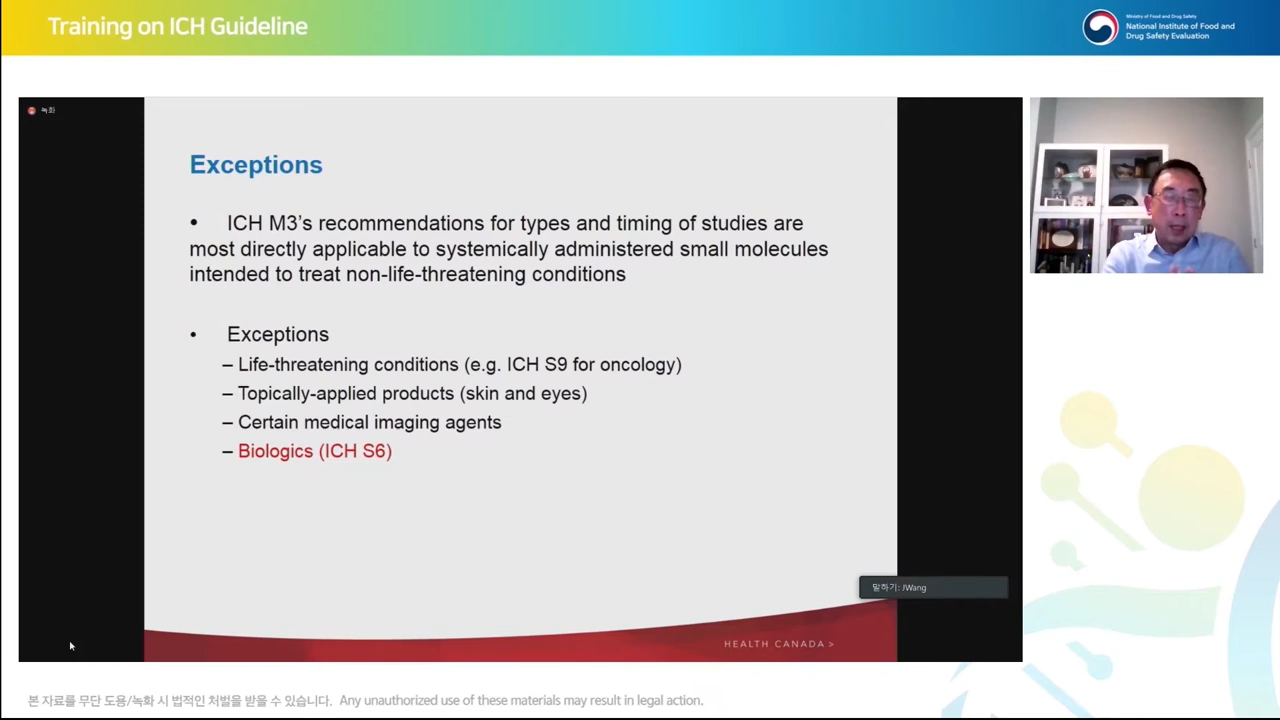 Training on ICH Guideline
Ministry of Food and Drug Safety
National Institute of Food and
Drug Safety Evaluation
녹화
Exceptions
• ICH M3’s recommendations for types and timing of studies are
most directly applicable to systemically administered small molecules
intended to treat non-life-threatening conditions
• Exceptions
– Life-threatening conditions (e.g. ICH S9 for oncology)
– Topically-applied products (skin and eyes)
– Certain medical imaging agents
– Biologics (ICH S6)
말하기: JWang
HEALTH CANADA >
본 자료를 무단 도용/녹화 시 법적인 처벌을 받을 수 있습니다. Any unauthorized use of these materials may result in legal action.